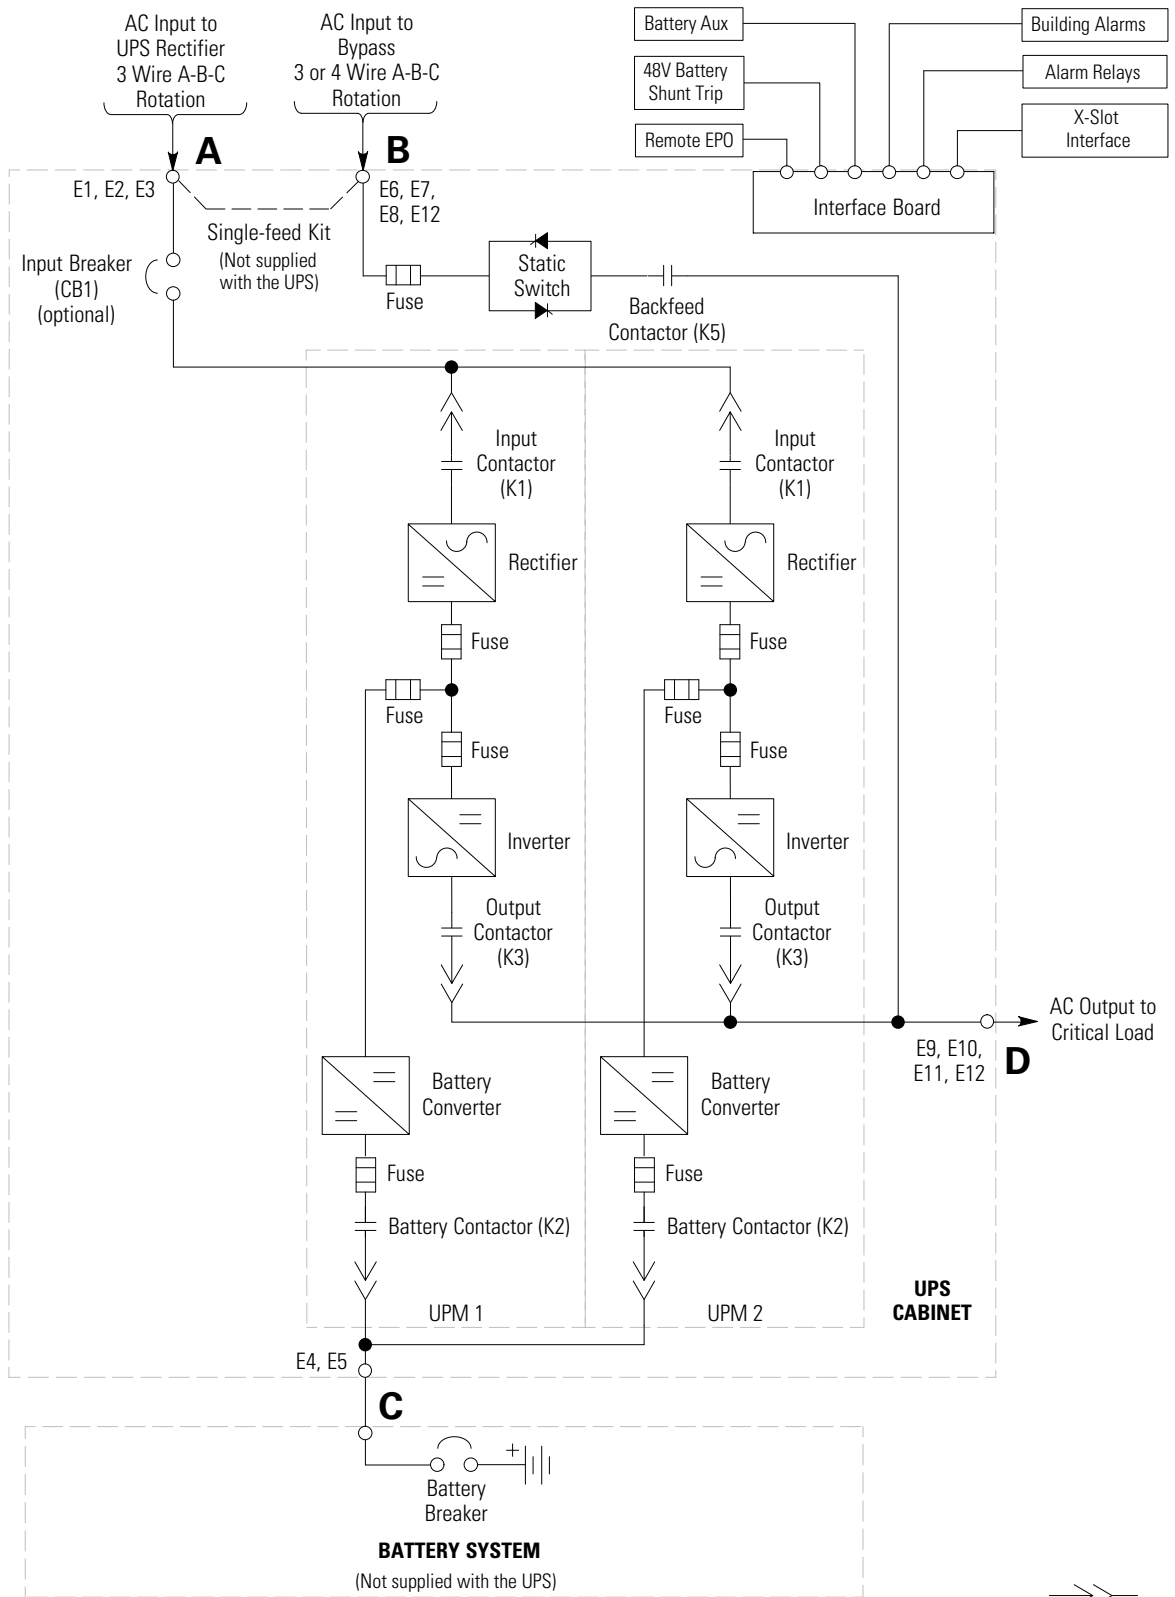 AC Input to
UPS Rectifier
3 Wire A-B-C
Rotation
AC Input to
Bypass
3 or 4 Wire A-B-C
Rotation
Battery Aux
48V Battery
Shunt Trip
Remote EPO
Building Alarms
Alarm Relays
X-Slot
Interface
A
B
E1, E2, E3
E6, E7,
E8, E12
Interface Board
Single-feed Kit
(Not supplied
with the UPS)
Input Breaker
(CB1)
(optional)
Fuse
Static
Switch
Backfeed
Contactor (K5)
Input
Contactor
(K1)
Input
Contactor
(K1)
Rectifier
Rectifier
Fuse
Fuse
Fuse
Fuse
Fuse
Fuse
Inverter
Inverter
Output
Contactor
(K3)
Output
Contactor
(K3)
AC Output to
Critical Load
E9, E10,
E11, E12
D
Battery
Converter
Battery
Converter
Fuse
Fuse
Battery Contactor (K2)
Battery Contactor (K2)
UPM 1
UPM 2
UPS
CABINET
E4, E5
C
+
Battery
Breaker
BATTERY SYSTEM
(Not supplied with the UPS)